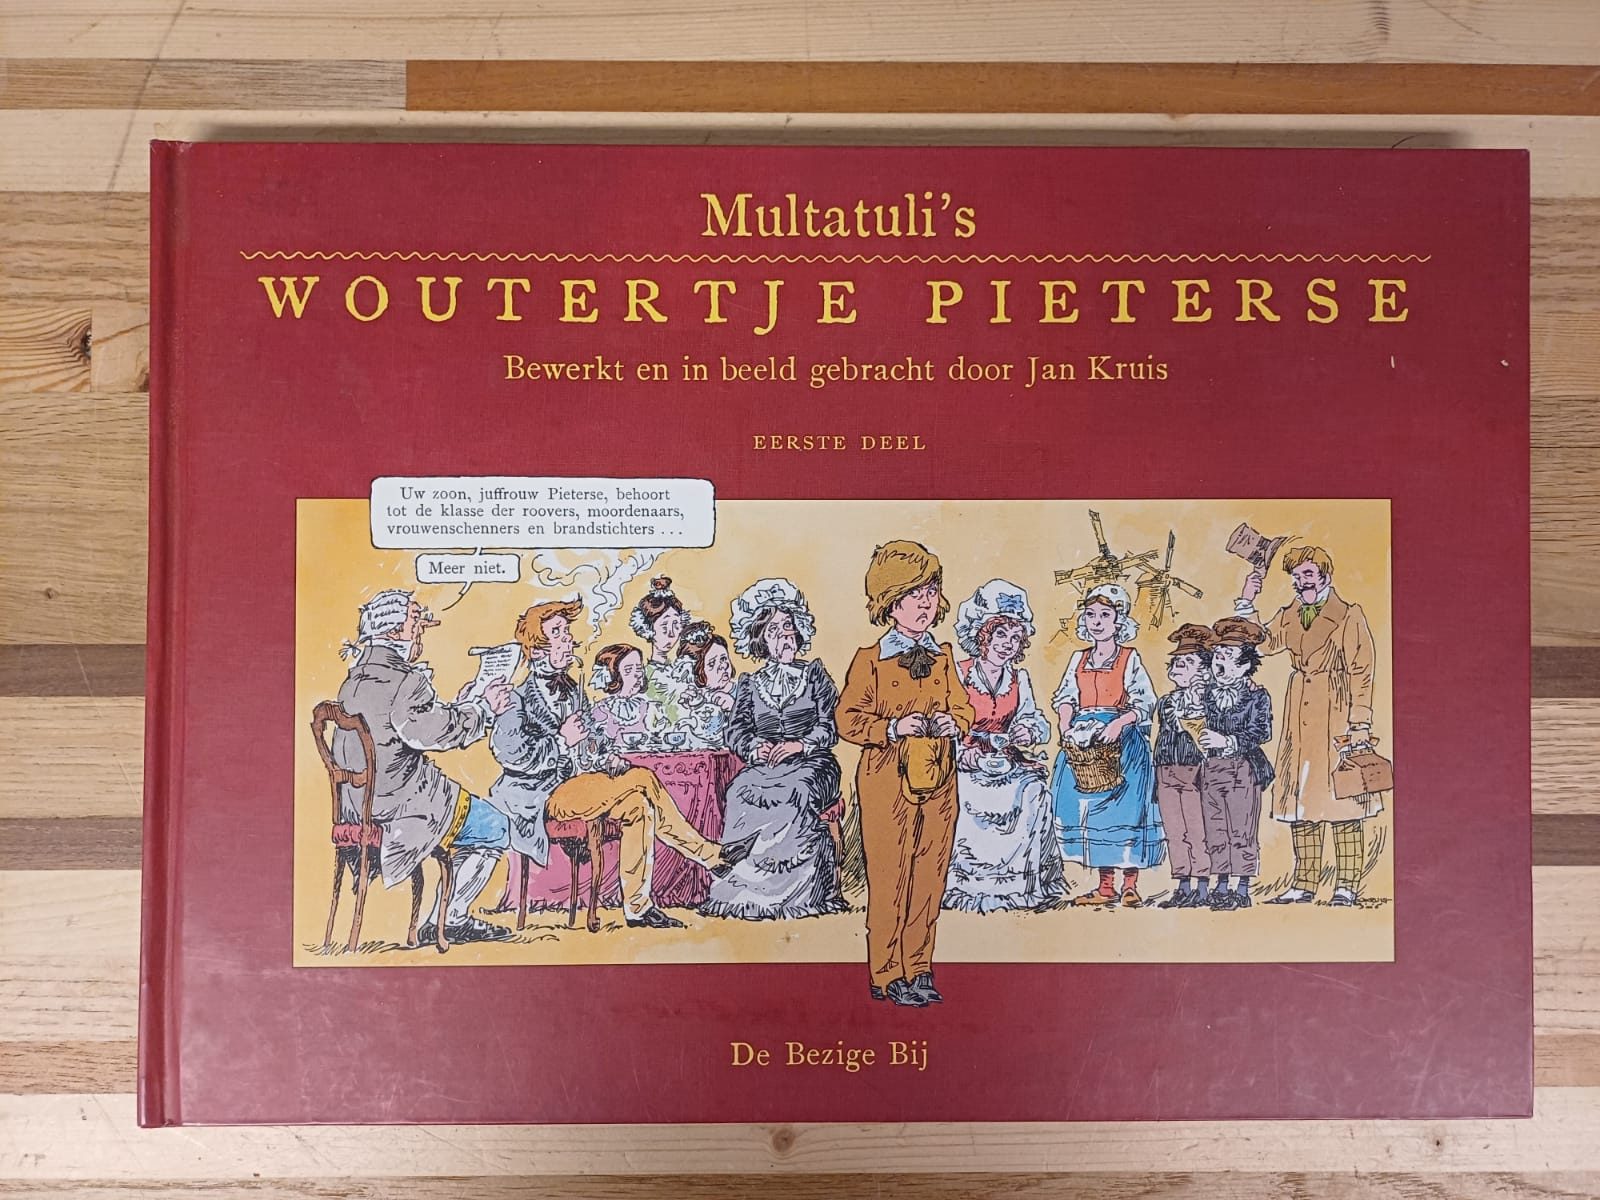 Multatuli's
WOUTERTJE PIETERSE
Bewerkt en in beeld gebracht door Jan Kruis
EERSTE DEEL
Uw zoon, juffrouw Pieterse, behoort
tot de klasse der roovers, moordenaars,
vrouwenschenners en brandstichters ...
Meer niet.
De Bezige Bij